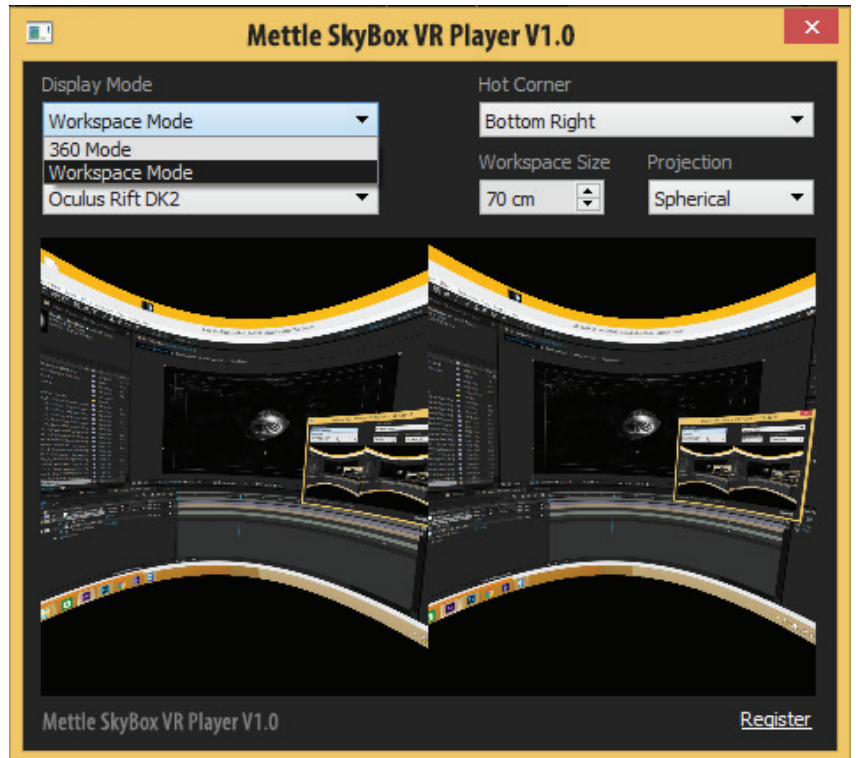 Mettle SkyBox VR Player V1.0
Display Mode
Hot Corner
Workspace Mode
Bottom Right
360 Mode
Workspace Mode
Workspace Size
Projection
Oculus Rift DK2
70 cm
Spherical
Mettle SkyBox VR Player V1.0
Register